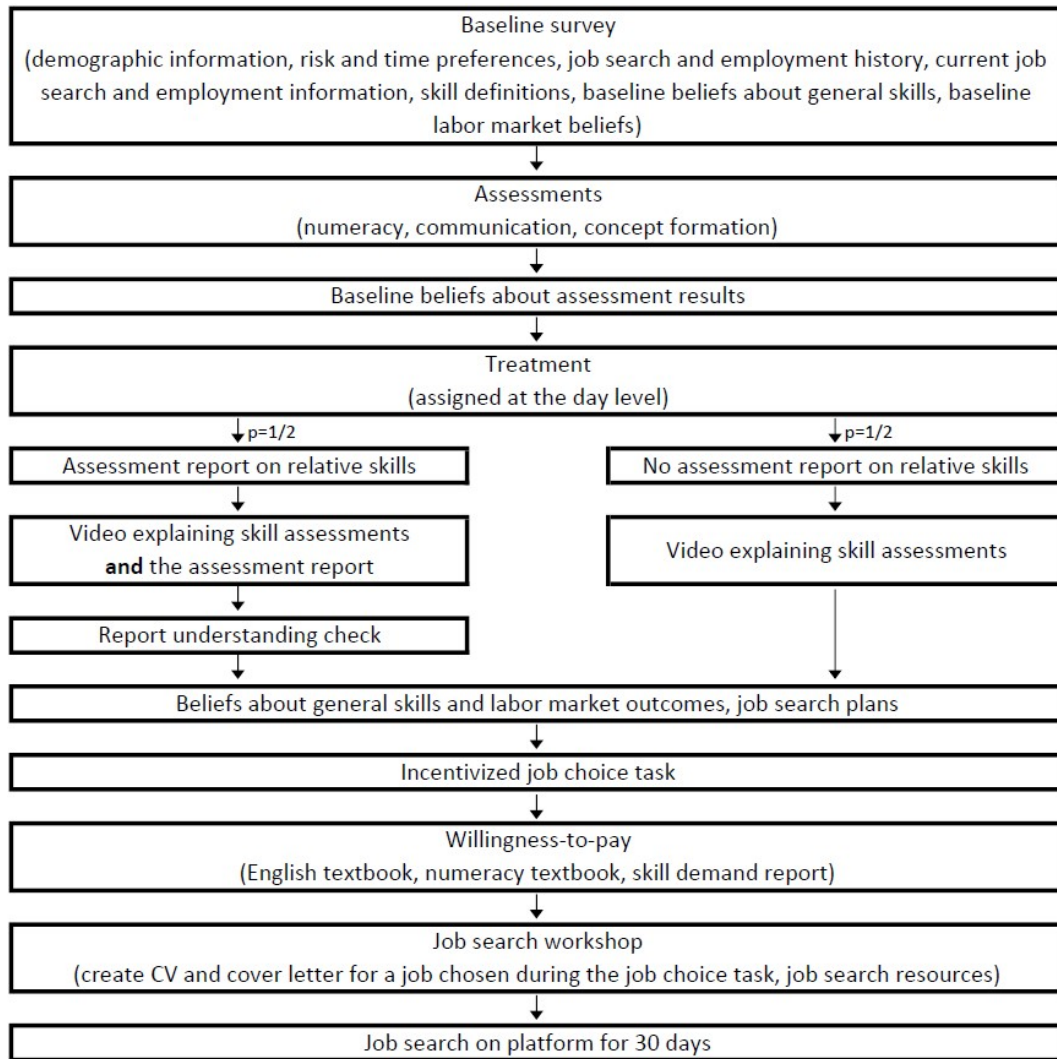 Baseline survey
(demographic information, risk and time preferences, job search and employment history, current job
search and employment information, skill definitions, baseline beliefs about general skills, baseline
labor market beliefs)
Assessments
(numeracy, communication, concept formation)
Baseline beliefs about assessment results
Treatment
(assigned at the day level)
p=1/2
p=1/2
Assessment report on relative skills
No assessment report on relative skills
Video explaining skill assessments
and the assessment report
Video explaining skill assessments
Report understanding check
Beliefs about general skills and labor market outcomes, job search plans
Incentivized job choice task
Willingness-to-pay
(English textbook, numeracy textbook, skill demand report)
Job search workshop
(create CV and cover letter for a job chosen during the job choice task, job search resources)
Job search on platform for 30 days